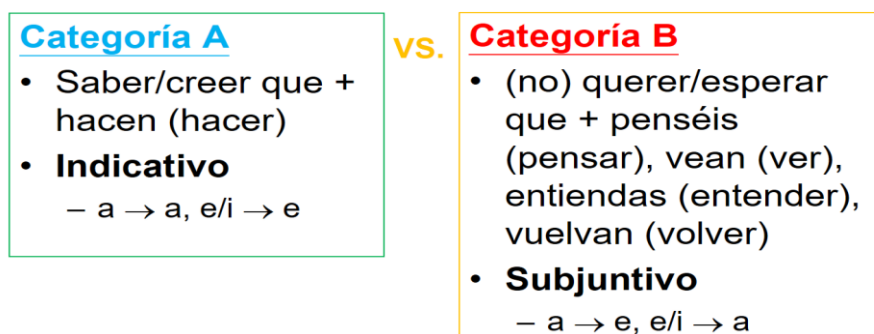 Categoría A
• Saber/creer que +
hacen (hacer)
• Indicativo
– a → a, e/i → e
VS.
Categoría B
• (no) querer/esperar
que + penséis
(pensar), vean (ver),
entiendas (entender),
vuelvan (volver)
• Subjuntivo
– a → e, e/i → a